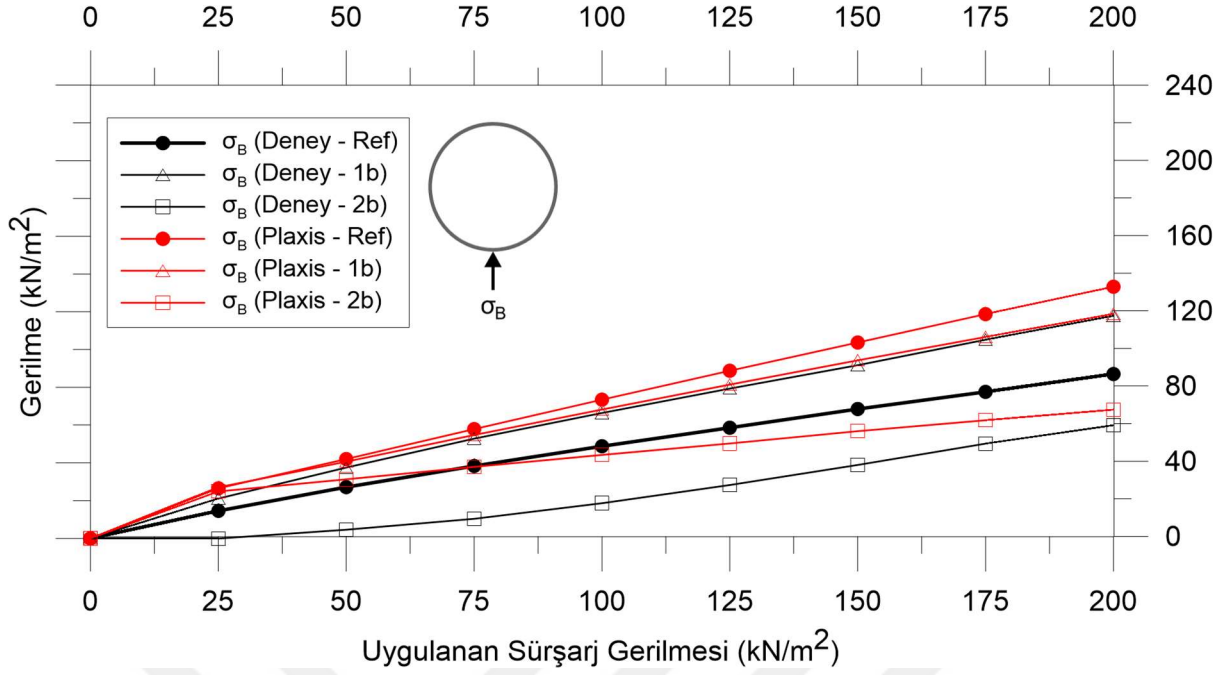 0 25 50 75 100 125 150 175 200
240
200
160
120
80
40
0
Gerilme (kN/m²)
σB (Deney - Ref)
σB (Deney - 1b)
σB (Deney - 2b)
σB (Plaxis - Ref)
σB (Plaxis - 1b)
σB (Plaxis - 2b)
σB
0 25 50 75 100 125 150 175 200
Uygulanan Sürşarj Gerilmesi (kN/m²)